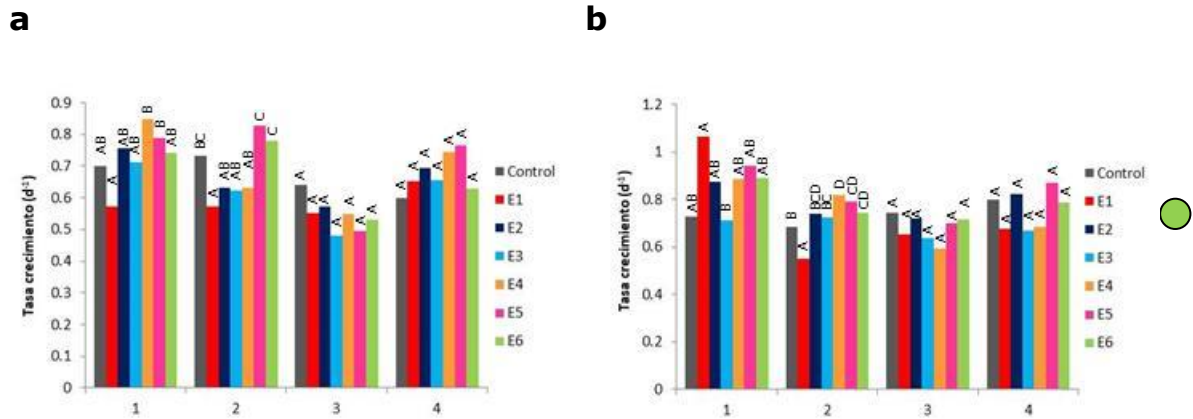 a
b
0.9
0.8
0.7
0.6
0.5
0.4
0.3
0.2
0.1
0
Tasa crecimiento (d⁻¹)
AB A AB AB B B AB
BC A AB AB AB C C
A A A A A A A
A A A A A A A
1 2 3 4
Control
E1
E2
E3
E4
E5
E6
1.2
1
0.8
0.6
0.4
0.2
0
Tasa crecimiento (d⁻¹)
AB A AB B AB AB AB
B A BCD BC D CD CD
A A A A A A A
A A A A A A A
1 2 3 4
Control
E1
E2
E3
E4
E5
E6